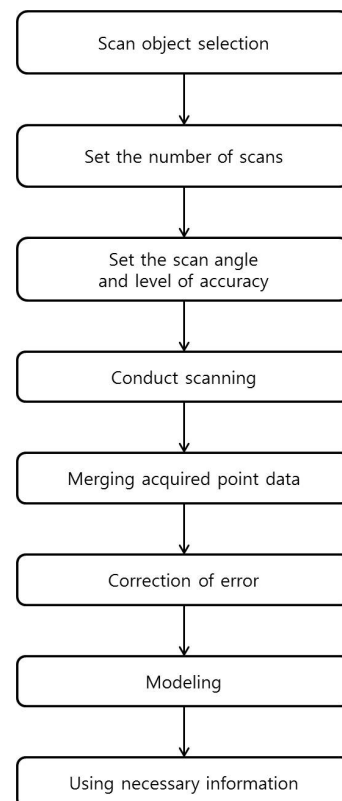 Scan object selection
Set the number of scans
Set the scan angle
and level of accuracy
Conduct scanning
Merging acquired point data
Correction of error
Modeling
Using necessary information